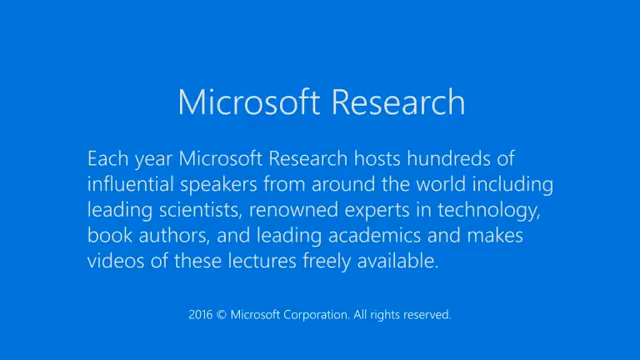 Microsoft Research
Each year Microsoft Research hosts hundreds of
influential speakers from around the world including
leading scientists, renowned experts in technology,
book authors, and leading academics and makes
videos of these lectures freely available.
2016 © Microsoft Corporation. All rights reserved.